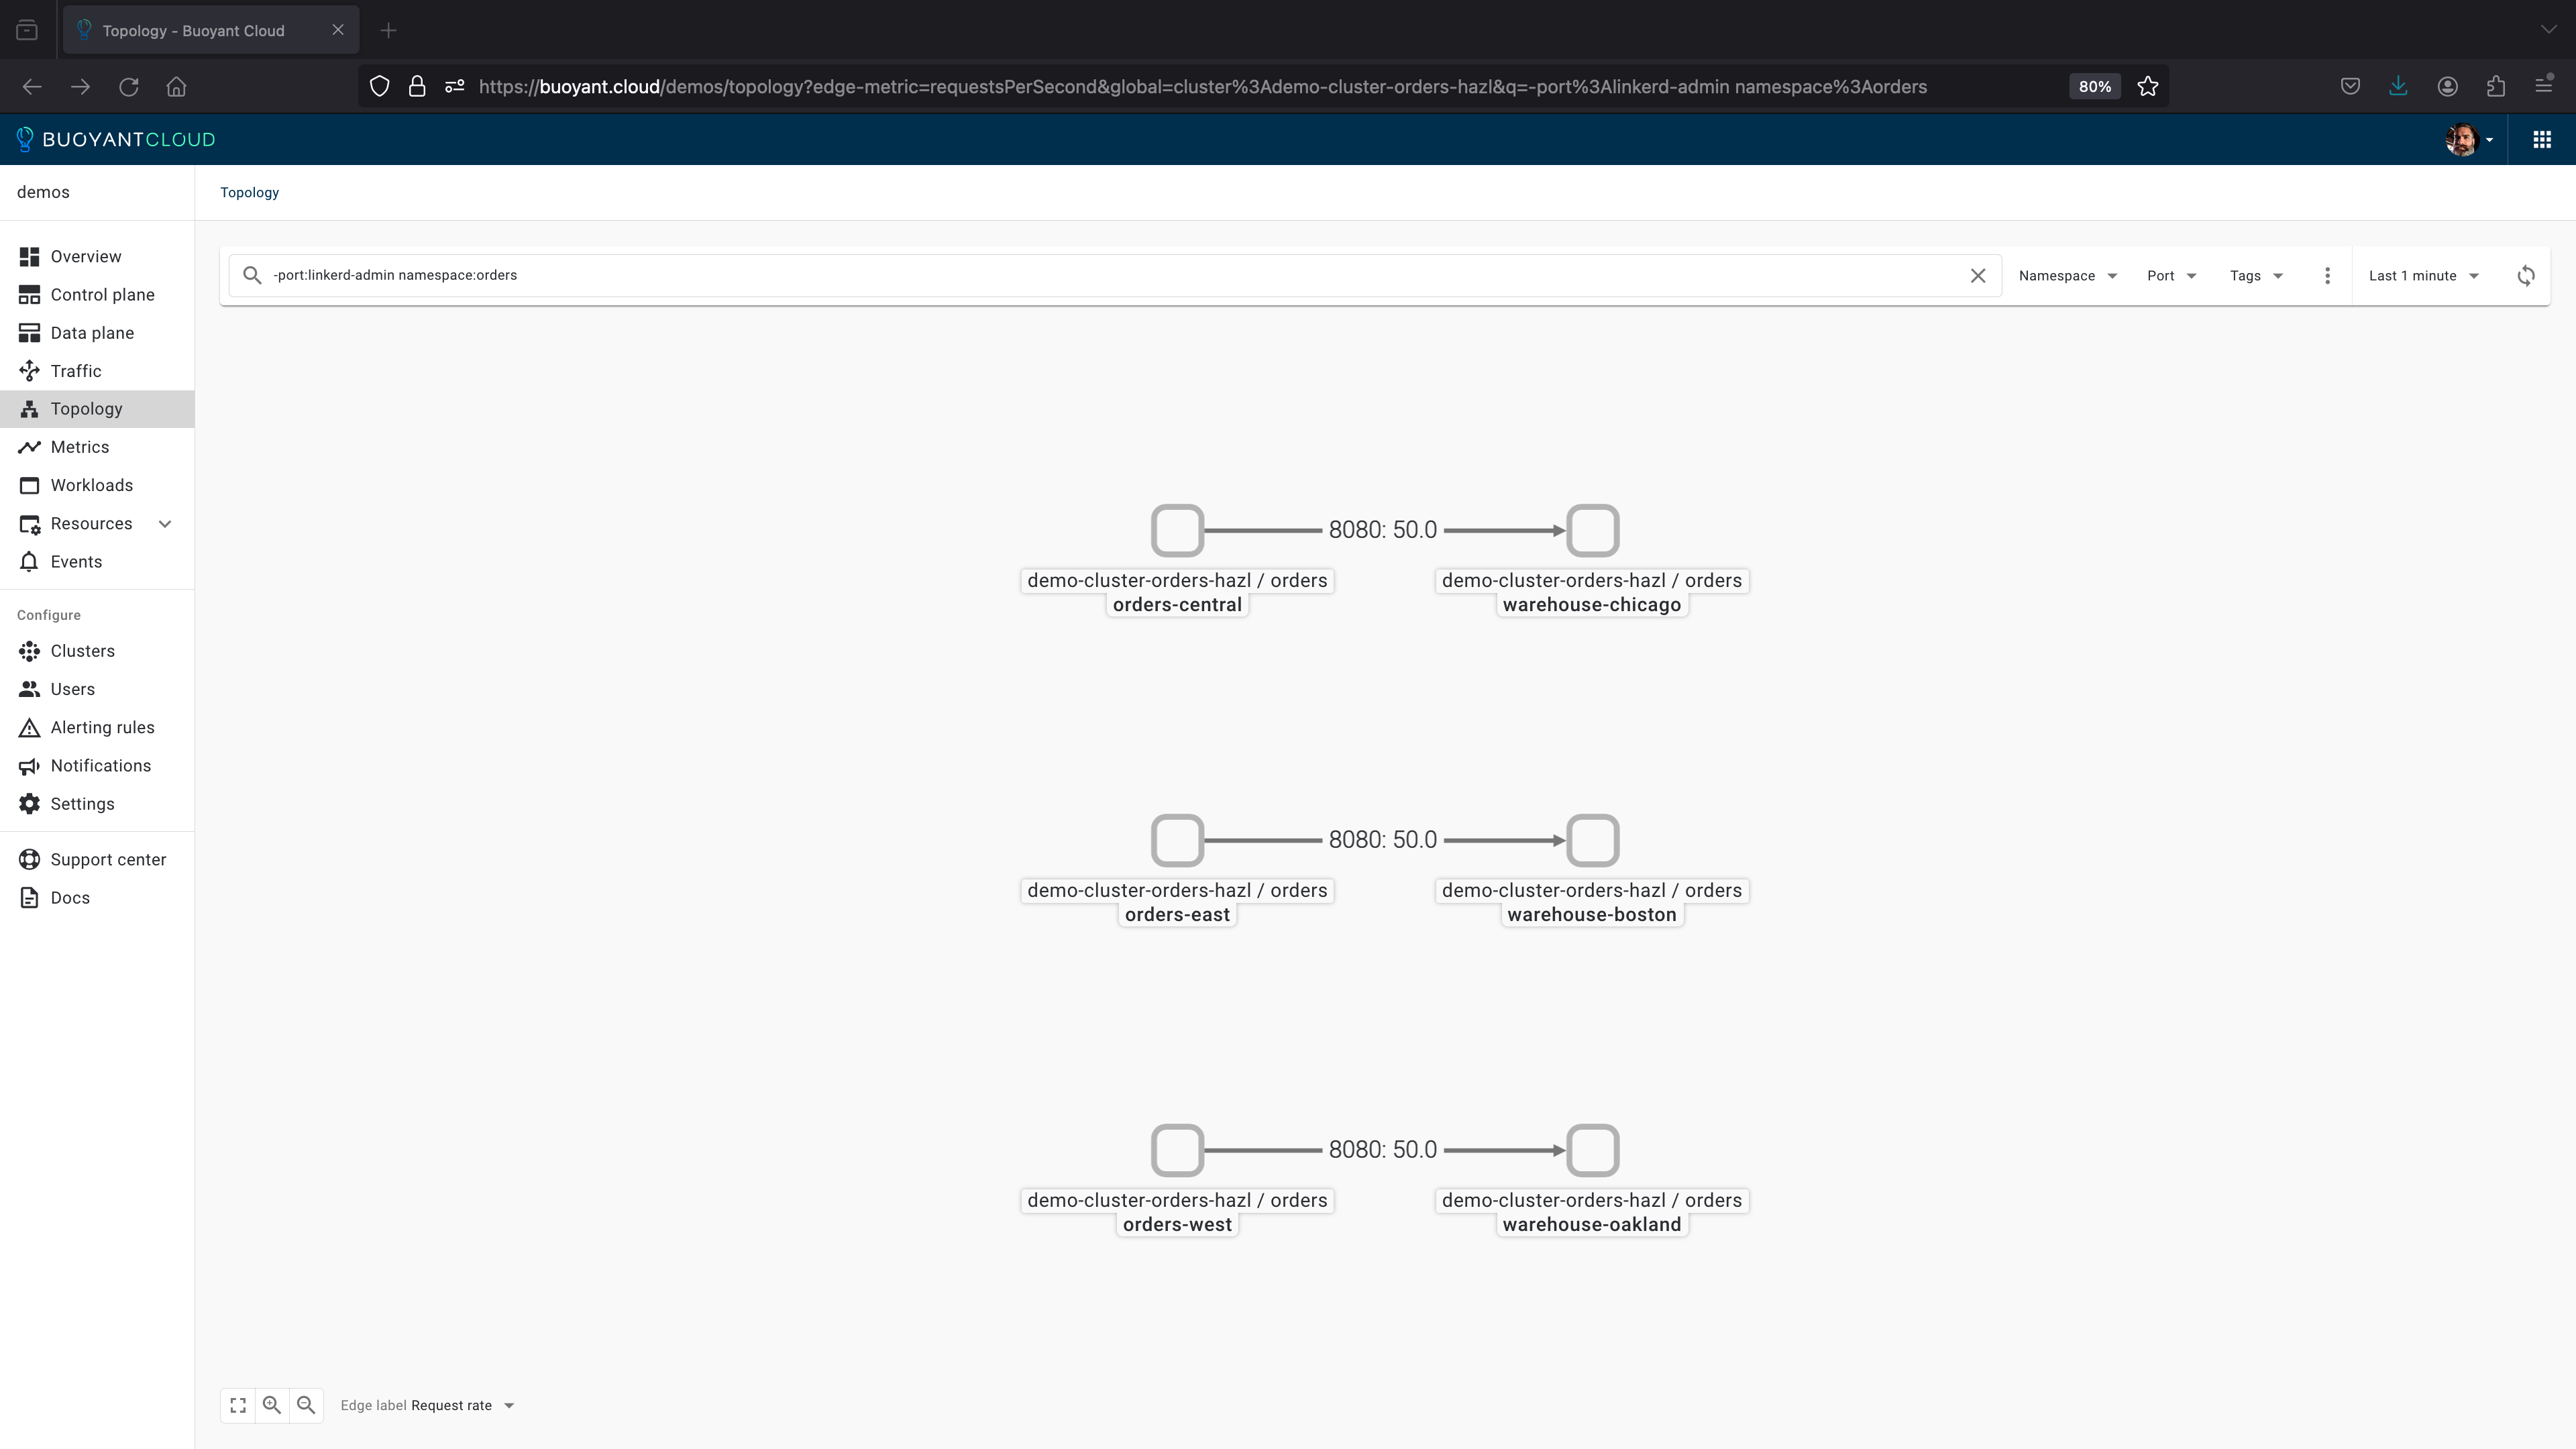 Topology - Buoyant Cloud
https://buoyant.cloud/demos/topology?edge-metric=requestsPerSecond&global=cluster%3Ademo-cluster-orders-hazl&q=-port%3Alinkerd-admin namespace%3Aorders
80%
BUOYANTCLOUD
demos
Topology
Overview
Control plane
Data plane
Traffic
Topology
Metrics
Workloads
Resources
Events
Configure
Clusters
Users
Alerting rules
Notifications
Settings
Support center
Docs
-port:linkerd-admin namespace:orders
Namespace
Port
Tags
Last 1 minute
8080: 50.0
demo-cluster-orders-hazl / orders
orders-central
demo-cluster-orders-hazl / orders
warehouse-chicago
8080: 50.0
demo-cluster-orders-hazl / orders
orders-east
demo-cluster-orders-hazl / orders
warehouse-boston
8080: 50.0
demo-cluster-orders-hazl / orders
orders-west
demo-cluster-orders-hazl / orders
warehouse-oakland
Edge label Request rate